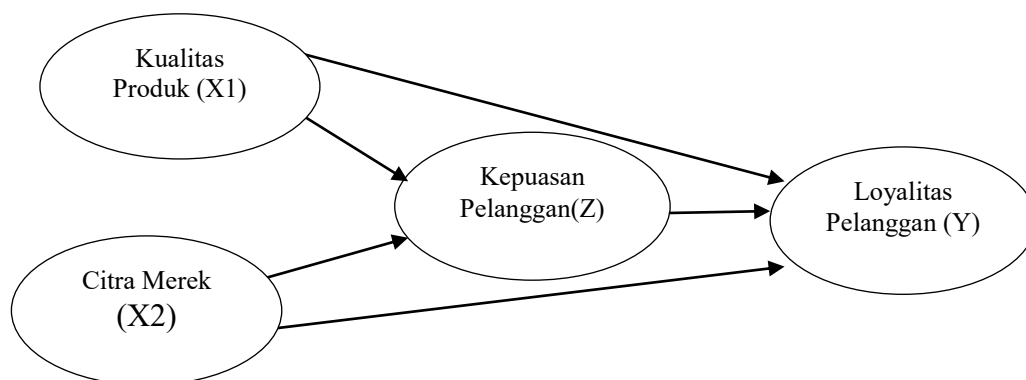 Kualitas
Produk (X1)
Kepuasan
Pelanggan(Z)
Loyalitas
Pelanggan (Y)
Citra Merek
(X2)